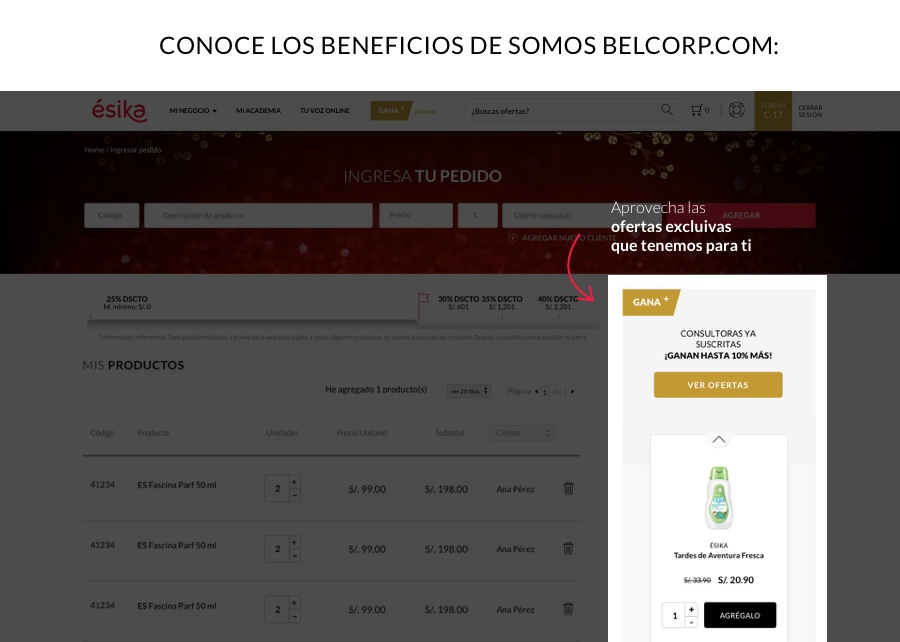 CONOCE LOS BENEFICIOS DE SOMOS BELCORP.COM:
ésika
MI NEGOCIO
MI ACADEMIA
TU VOZ ONLINE
GANA +
¿Buscas ofertas?
0
C-17
CERRAR
SESIÓN
Home / Ingresar pedido
INGRESA TU PEDIDO
Código
Descripción de producto
Precio
1
Cliente (opcional)
AGREGAR
AGREGAR NUEVO CLIENTE
Aprovecha las
ofertas excluivas
que tenemos para ti
25% DSCTO
M. mínimo: S/. 0
30% DSCTO
S/. 601
35% DSCTO
S/. 1,201
40% DSCTO
S/. 2,201
MIS PRODUCTOS
He agregado 1 producto(s)
ver 20 filas
Página
1
de 1
Código
Producto
Unidades
Precio Unitario
Subtotal
Cliente
41234
ES Fascina Parf 50 ml
2
+
-
S/. 99.00
S/. 198.00
Ana Pérez
41234
ES Fascina Parf 50 ml
2
+
-
S/. 99.00
S/. 198.00
Ana Pérez
41234
ES Fascina Parf 50 ml
2
+
-
S/. 99.00
S/. 198.00
Ana Pérez
GANA +
CONSULTORAS YA
SUSCRITAS
¡GANAN HASTA 10% MÁS!
VER OFERTAS
ÉSIKA
Tardes de Aventura Fresca
S/. 33.90 S/. 20.90
1
+
-
AGRÉGALO